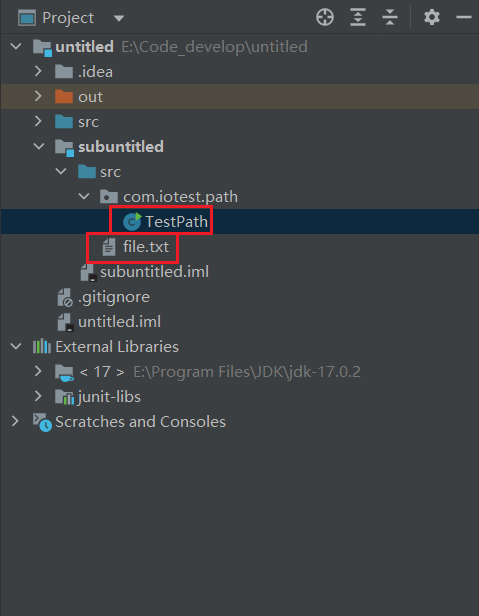 Project
untitled E:\Code_develop\untitled
.idea
out
src
subuntitled
src
com.iotest.path
C TestPath
file.txt
subuntitled.iml
.gitignore
untitled.iml
External Libraries
< 17 > E:\Program Files\JDK\jdk-17.0.2
junit-libs
Scratches and Consoles